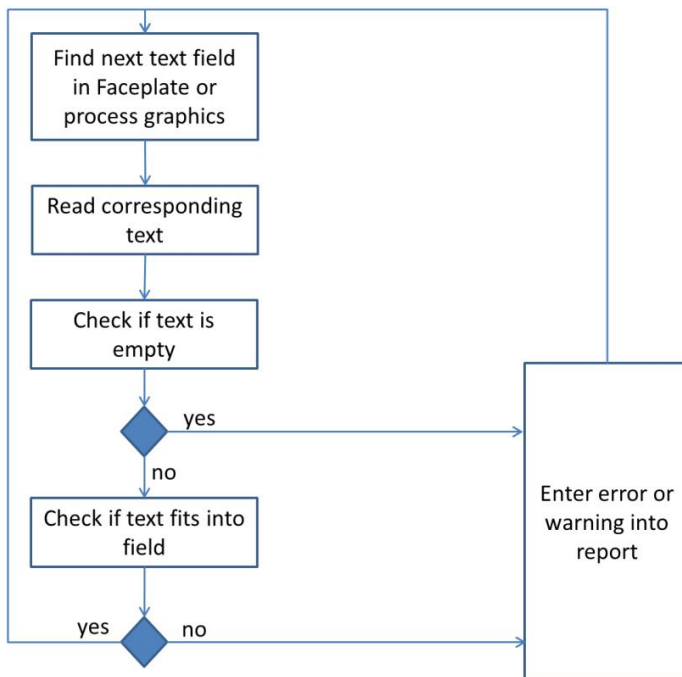 Find next text field
in Faceplate or
process graphics
Read corresponding
text
Check if text is
empty
yes
no
Enter error or
warning into
report
Check if text fits into
field
yes
no